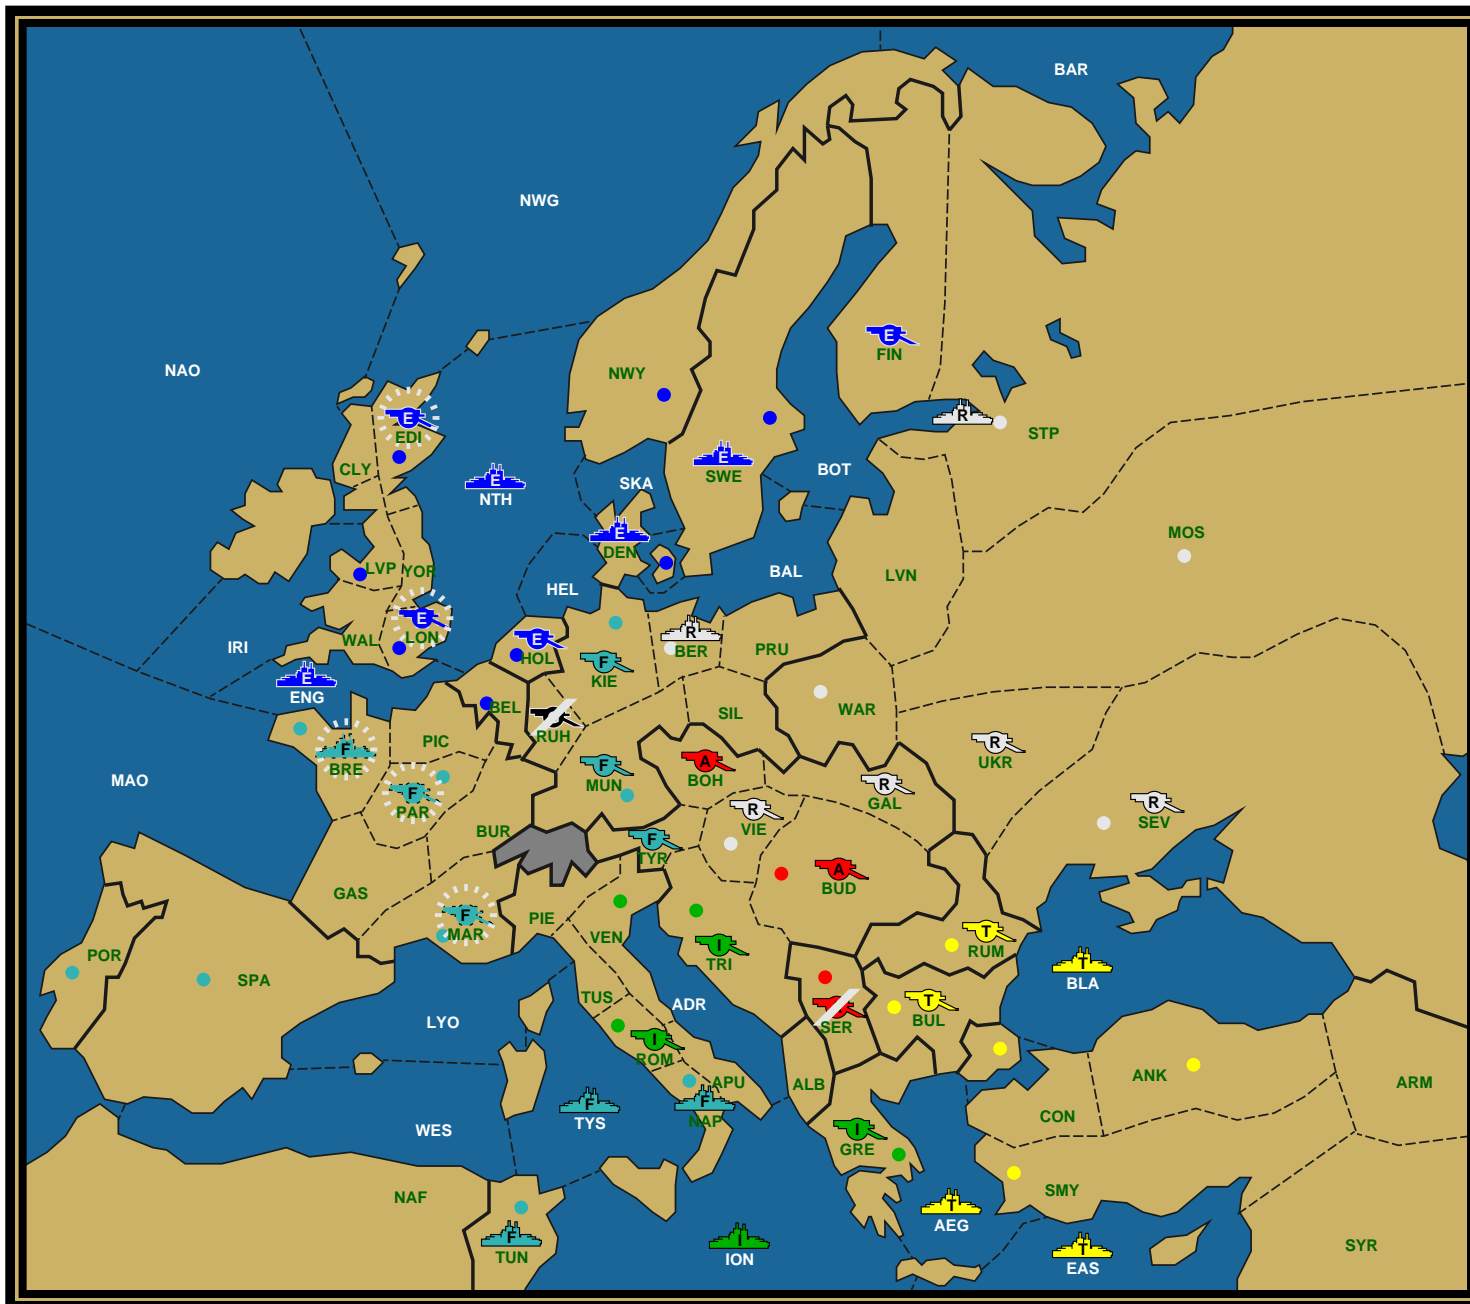 BAR
NWG
NAO
E
FIN
NWY
E
EDI
R
STP
CLY
E
NTH
SKA
E
SWE
BOT
E
DEN
MOS
LVP
YOR
HEL
BAL
LVN
IRI
WAL
E
LON
E
HOL
R
BER
PRU
F
KIE
E
ENG
BEL
SIL
WAR
RUH
PIC
F
BRE
R
UKR
MAO
F
MUN
A
BOH
R
GAL
F
PAR
R
VIE
R
SEV
BUR
F
TYR
A
BUD
GAS
F
MAR
PIE
VEN
I
TRI
T
RUM
POR
SPA
T
BLA
TUS
ADR
T
BUL
LYO
SER
I
ROM
APU
ALB
ANK
ARM
F
TYS
F
NAP
CON
WES
I
GRE
NAF
SMY
T
AEG
F
TUN
I
ION
T
EAS
SYR